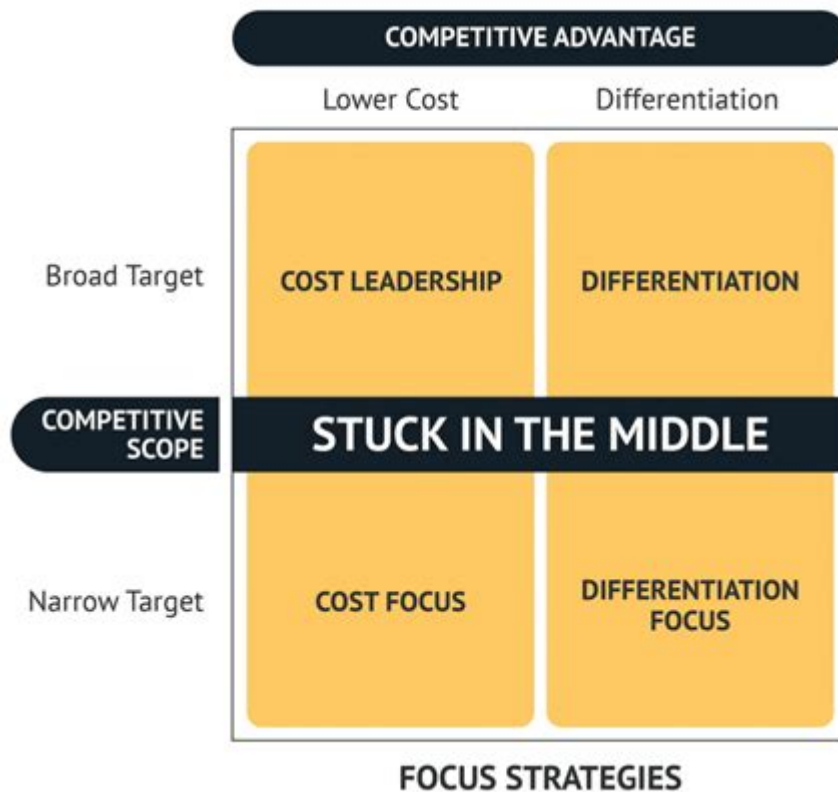 COMPETITIVE ADVANTAGE
Lower Cost
Differentiation
Broad Target
COST LEADERSHIP
DIFFERENTIATION
COMPETITIVE
SCOPE
STUCK IN THE MIDDLE
Narrow Target
COST FOCUS
DIFFERENTIATION
FOCUS
FOCUS STRATEGIES